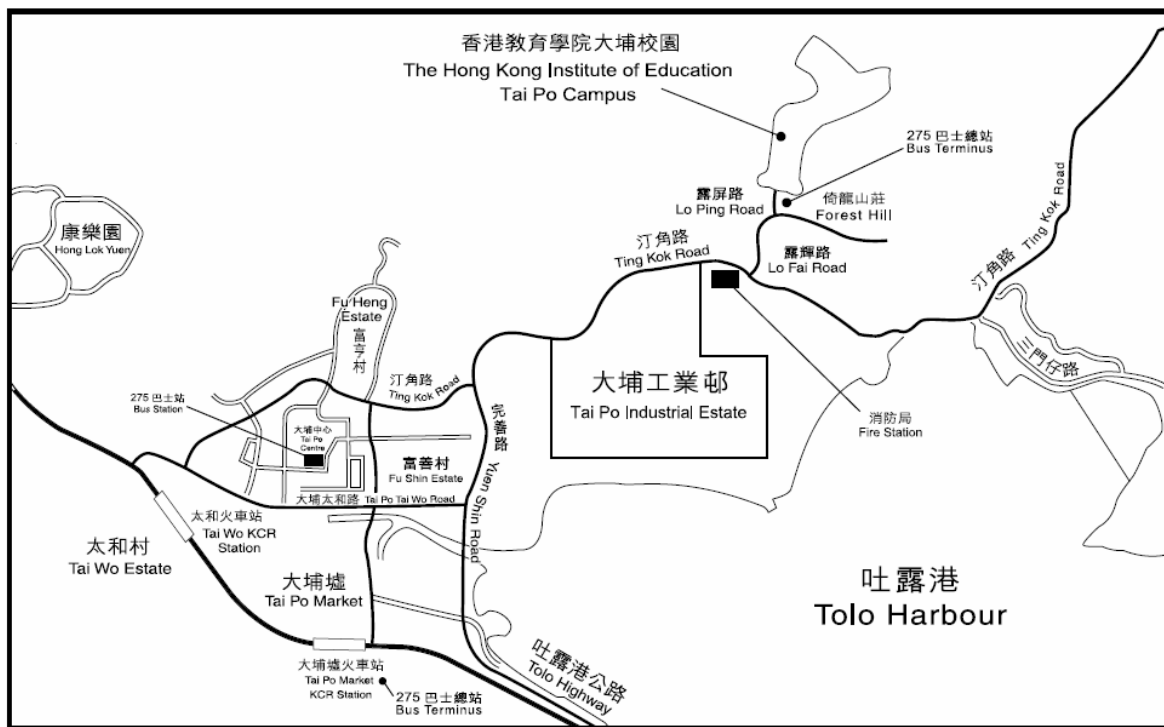 香港教育學院大埔校園
The Hong Kong Institute of Education
Tai Po Campus
275 巴士總站
Bus Terminus
露屏路
Lo Ping Road
倚龍山莊
Forest Hill
汀角路
Ting Kok Road
露輝路
Lo Fai Road
汀角路 Ting Kok Road
康樂園
Hong Lok Yuen
Fu Heng
Estate
富亨村
汀角路
Ting Kok Road
275 巴士站
Bus Station
大埔中心
Tai Po
Centre
完善路 Yuen Shin Road
富善村
Fu Shin Estate
大埔工業邨
Tai Po Industrial Estate
三門仔路
消防局
Fire Station
大埔太和路 Tai Po Tai Wo Road
太和火車站
Tai Wo KCR
Station
太和村
Tai Wo Estate
大埔墟
Tai Po Market
吐露港
Tolo Harbour
吐露港公路
Tolo Highway
大埔墟火車站
Tai Po Market
KCR Station
275 巴士總站
Bus Terminus